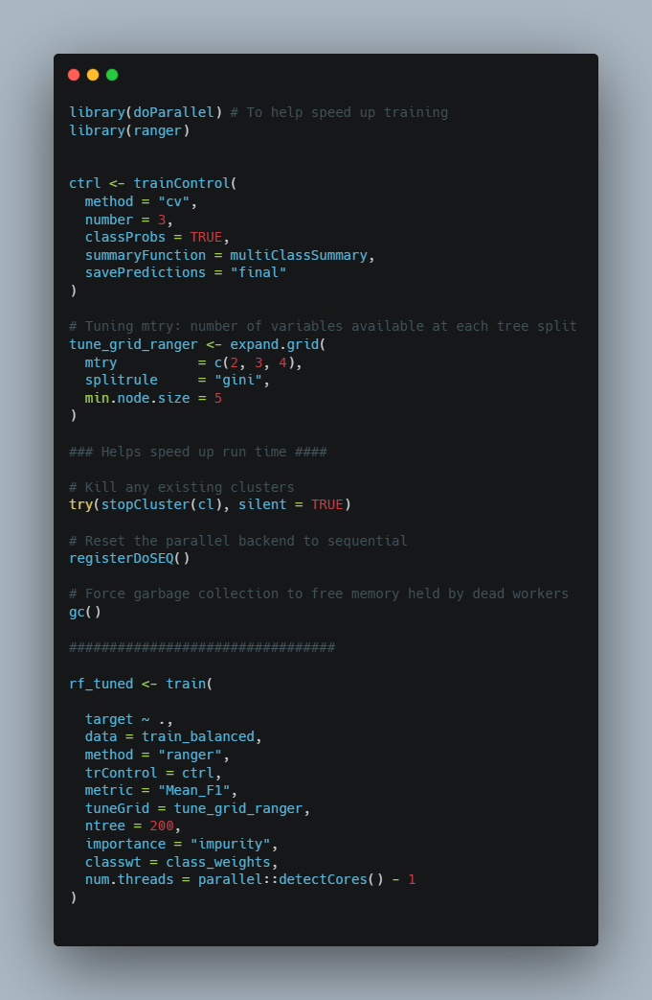 library(doParallel) # To help speed up training
library(ranger)
ctrl <- trainControl(
  method = "cv",
  number = 3,
  classProbs = TRUE,
  summaryFunction = multiClassSummary,
  savePredictions = "final"
)
# Tuning mtry: number of variables available at each tree split
tune_grid_ranger <- expand.grid(
  mtry          = c(2, 3, 4),
  splitrule     = "gini",
  min.node.size = 5
)
### Helps speed up run time ####
# Kill any existing clusters
try(stopCluster(cl), silent = TRUE)
# Reset the parallel backend to sequential
registerDoSEQ()
# Force garbage collection to free memory held by dead workers
gc()
#################################
rf_tuned <- train(
  target ~ .,
  data = train_balanced,
  method = "ranger",
  trControl = ctrl,
  metric = "Mean_F1",
  tuneGrid = tune_grid_ranger,
  ntree = 200,
  importance = "impurity",
  classwt = class_weights,
  num.threads = parallel::detectCores() - 1
)